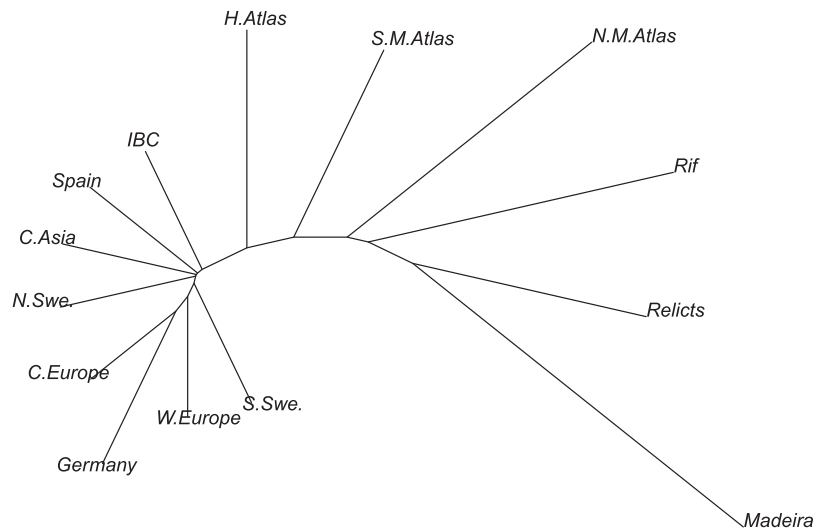 H.Atlas
S.M.Atlas
N.M.Atlas
IBC
Rif
Spain
C.Asia
N.Swe.
Relicts
C.Europe
S.Swe.
W.Europe
Germany
Madeira